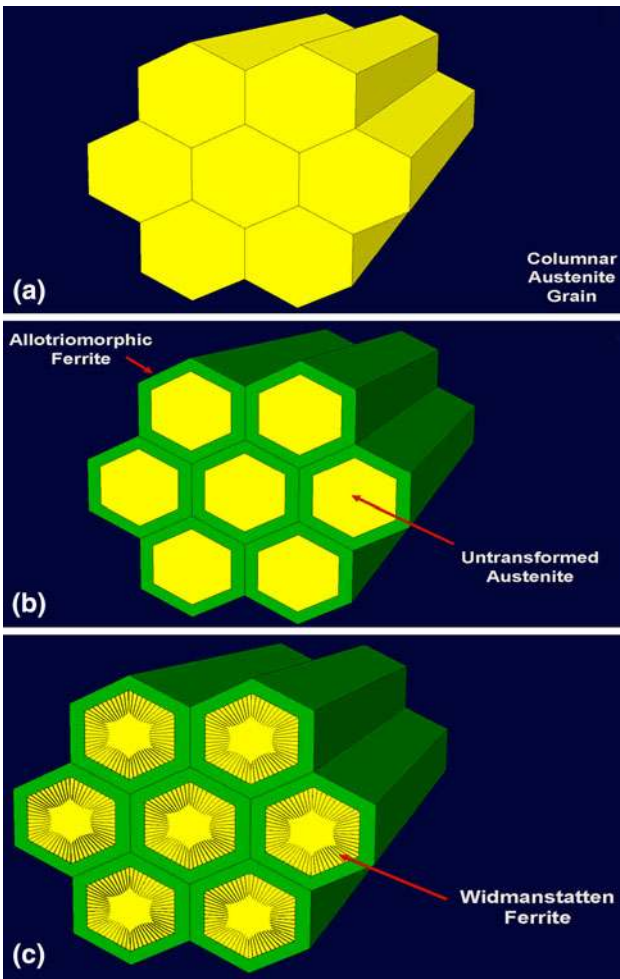 Columnar
Austenite
Grain
(a)
Allotriomorphic
Ferrite
Untransformed
Austenite
(b)
Widmanstatten
Ferrite
(c)